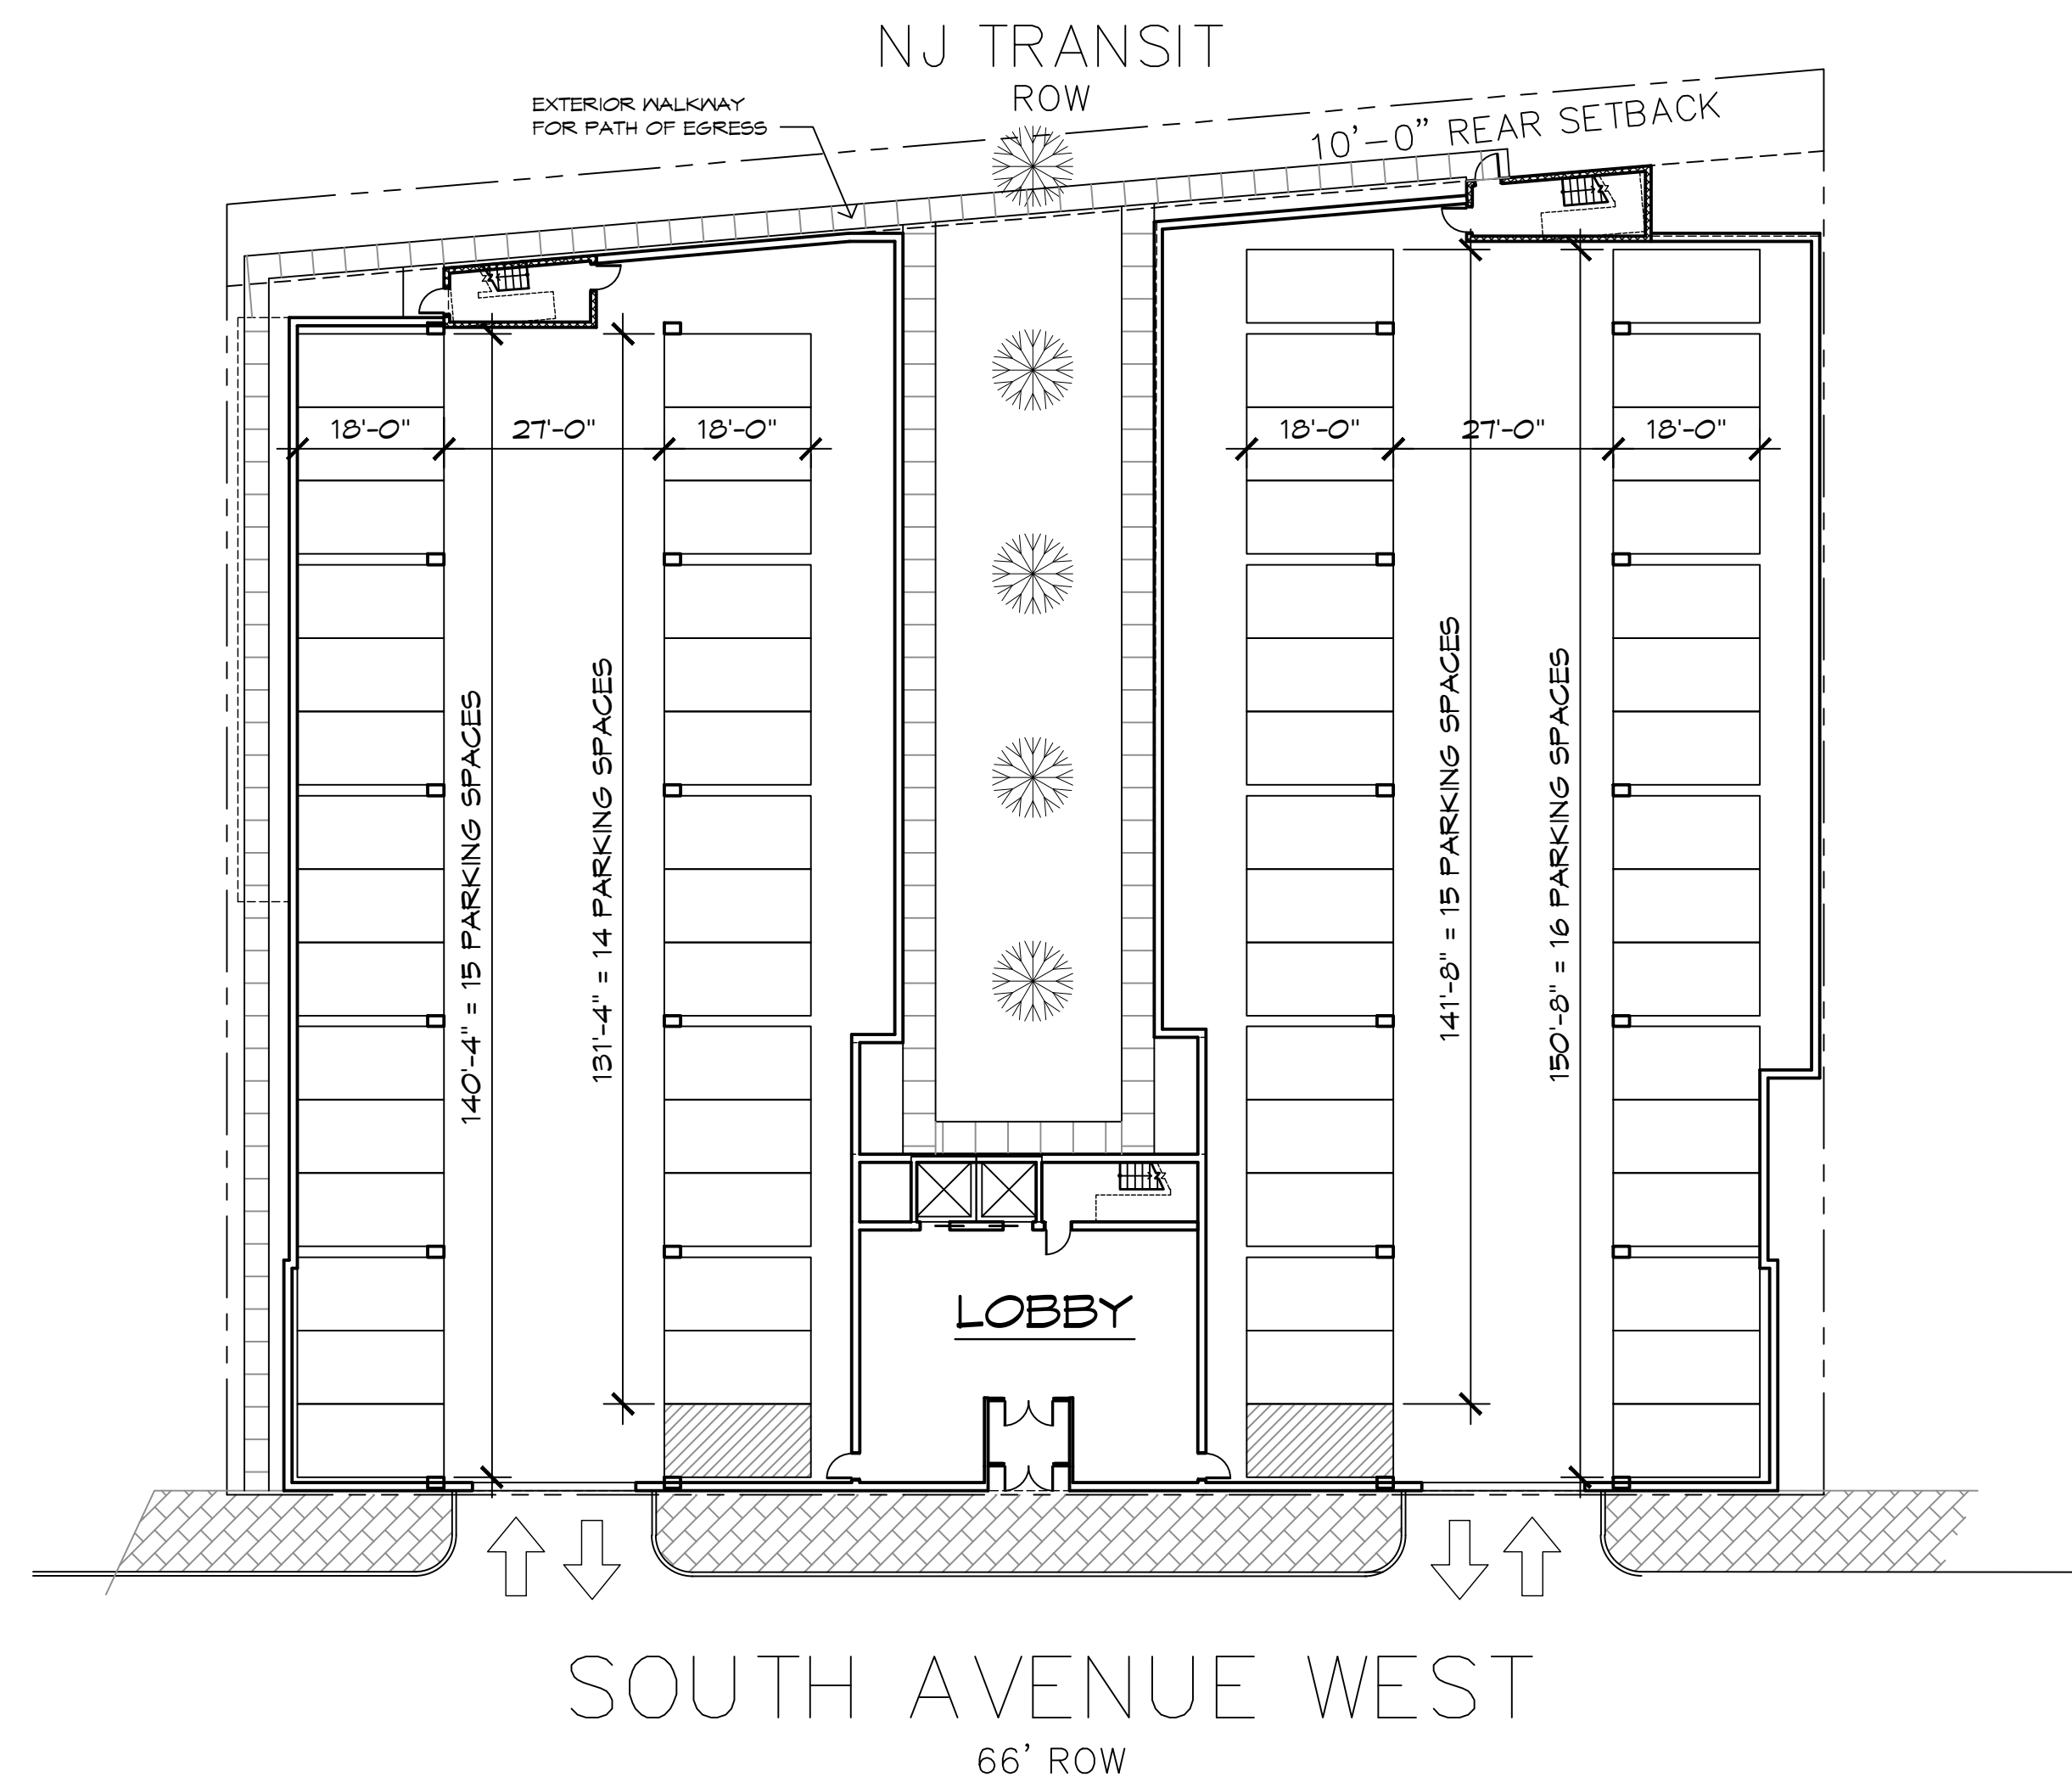 NJ TRANSIT
ROW
EXTERIOR WALKWAY
FOR PATH OF EGRESS
10'-0" REAR SETBACK
18'-0"
27'-0"
18'-0"
18'-0"
27'-0"
18'-0"
140'-4" = 15 PARKING SPACES
131'-4" = 14 PARKING SPACES
141'-8" = 15 PARKING SPACES
150'-8" = 16 PARKING SPACES
LOBBY
SOUTH AVENUE WEST
66' ROW